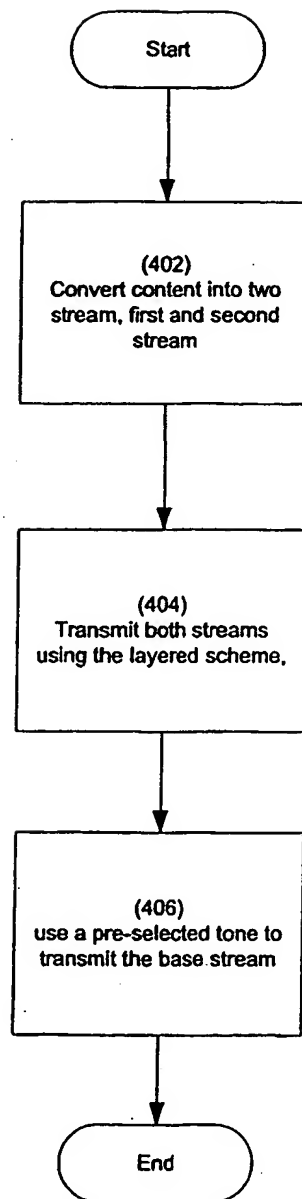 Start
(402)
Convert content into two
stream, first and second
stream
(404)
Transmit both streams
using the layered scheme,
(406)
use a pre-selected tone to
transmit the base stream
End